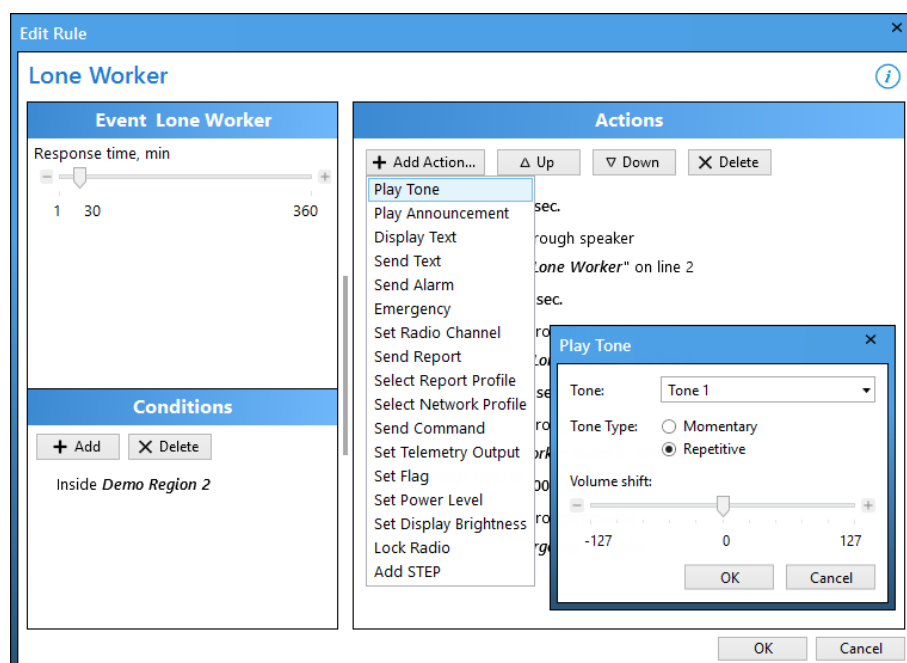 Edit Rule
Lone Worker
Event Lone Worker
Response time, min
1 30 360
Conditions
Add Delete
Inside Demo Region 2
Actions
Add Action... Up Down Delete
Play Tone
Play Announcement
Display Text
Send Text
Send Alarm
Emergency
Set Radio Channel
Send Report
Select Report Profile
Select Network Profile
Send Command
Set Telemetry Output
Set Flag
Set Power Level
Set Display Brightness
Lock Radio
Add STEP
sec.
speaker
Worker" on line 2
sec.
Play Tone
Tone: Tone 1
Tone Type: Momentary
Repetitive
Volume shift:
-127 0 127
OK Cancel
OK Cancel